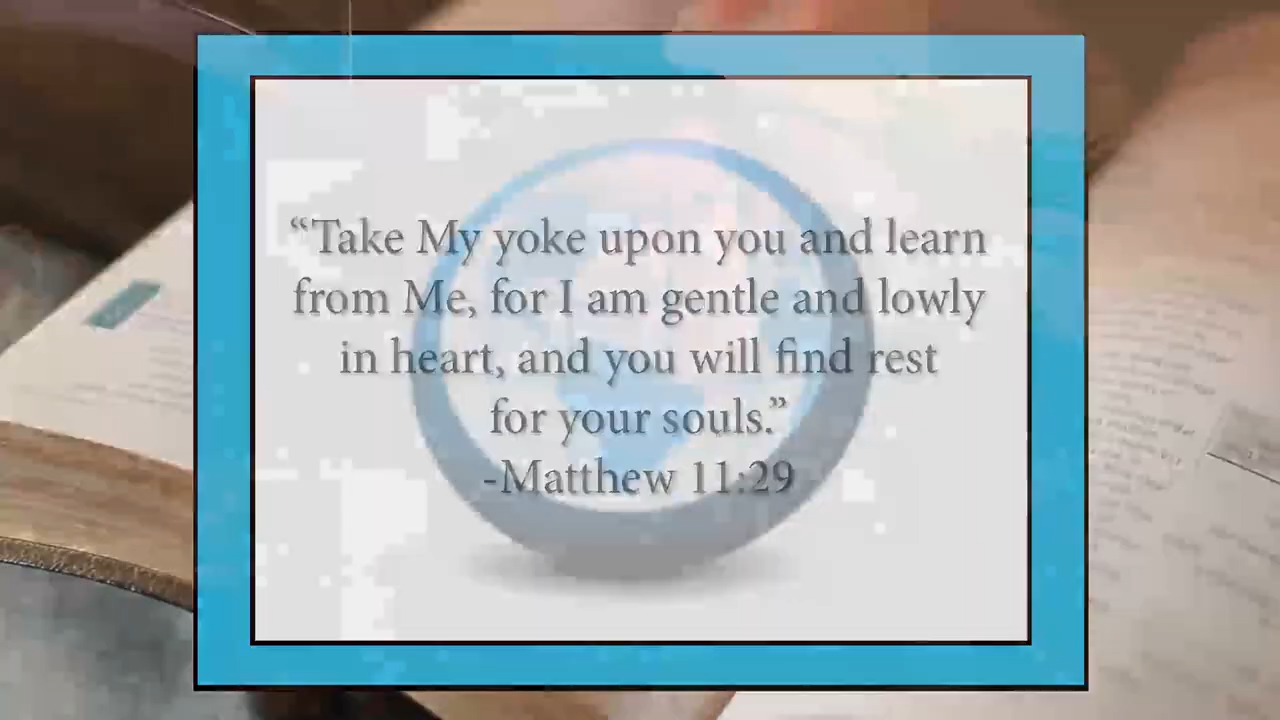 “Take My yoke upon you and learn
from Me, for I am gentle and lowly
in heart, and you will find rest
for your souls.”
-Matthew 11:29